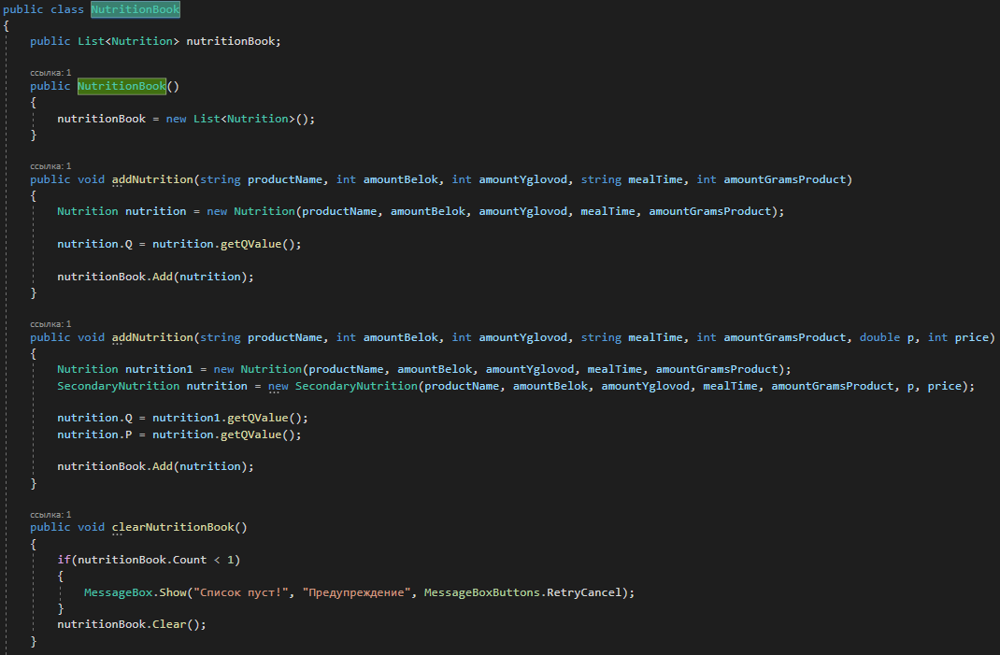 public class NutritionBook
{
public List<Nutrition> nutritionBook;
ссылка: 1
public NutritionBook()
{
nutritionBook = new List<Nutrition>();
}
ссылка: 1
public void addNutrition(string productName, int amountBelok, int amountYglovod, string mealTime, int amountGramsProduct)
{
Nutrition nutrition = new Nutrition(productName, amountBelok, amountYglovod, mealTime, amountGramsProduct);
nutrition.Q = nutrition.getQValue();
nutritionBook.Add(nutrition);
}
ссылка: 1
public void addNutrition(string productName, int amountBelok, int amountYglovod, string mealTime, int amountGramsProduct, double p, int price)
{
Nutrition nutrition1 = new Nutrition(productName, amountBelok, amountYglovod, mealTime, amountGramsProduct);
SecondaryNutrition nutrition = new SecondaryNutrition(productName, amountBelok, amountYglovod, mealTime, amountGramsProduct, p, price);
nutrition.Q = nutrition1.getQValue();
nutrition.P = nutrition.getQValue();
nutritionBook.Add(nutrition);
}
ссылка: 1
public void clearNutritionBook()
{
if(nutritionBook.Count < 1)
{
MessageBox.Show("Список пуст!", "Предупреждение", MessageBoxButtons.RetryCancel);
}
nutritionBook.Clear();
}